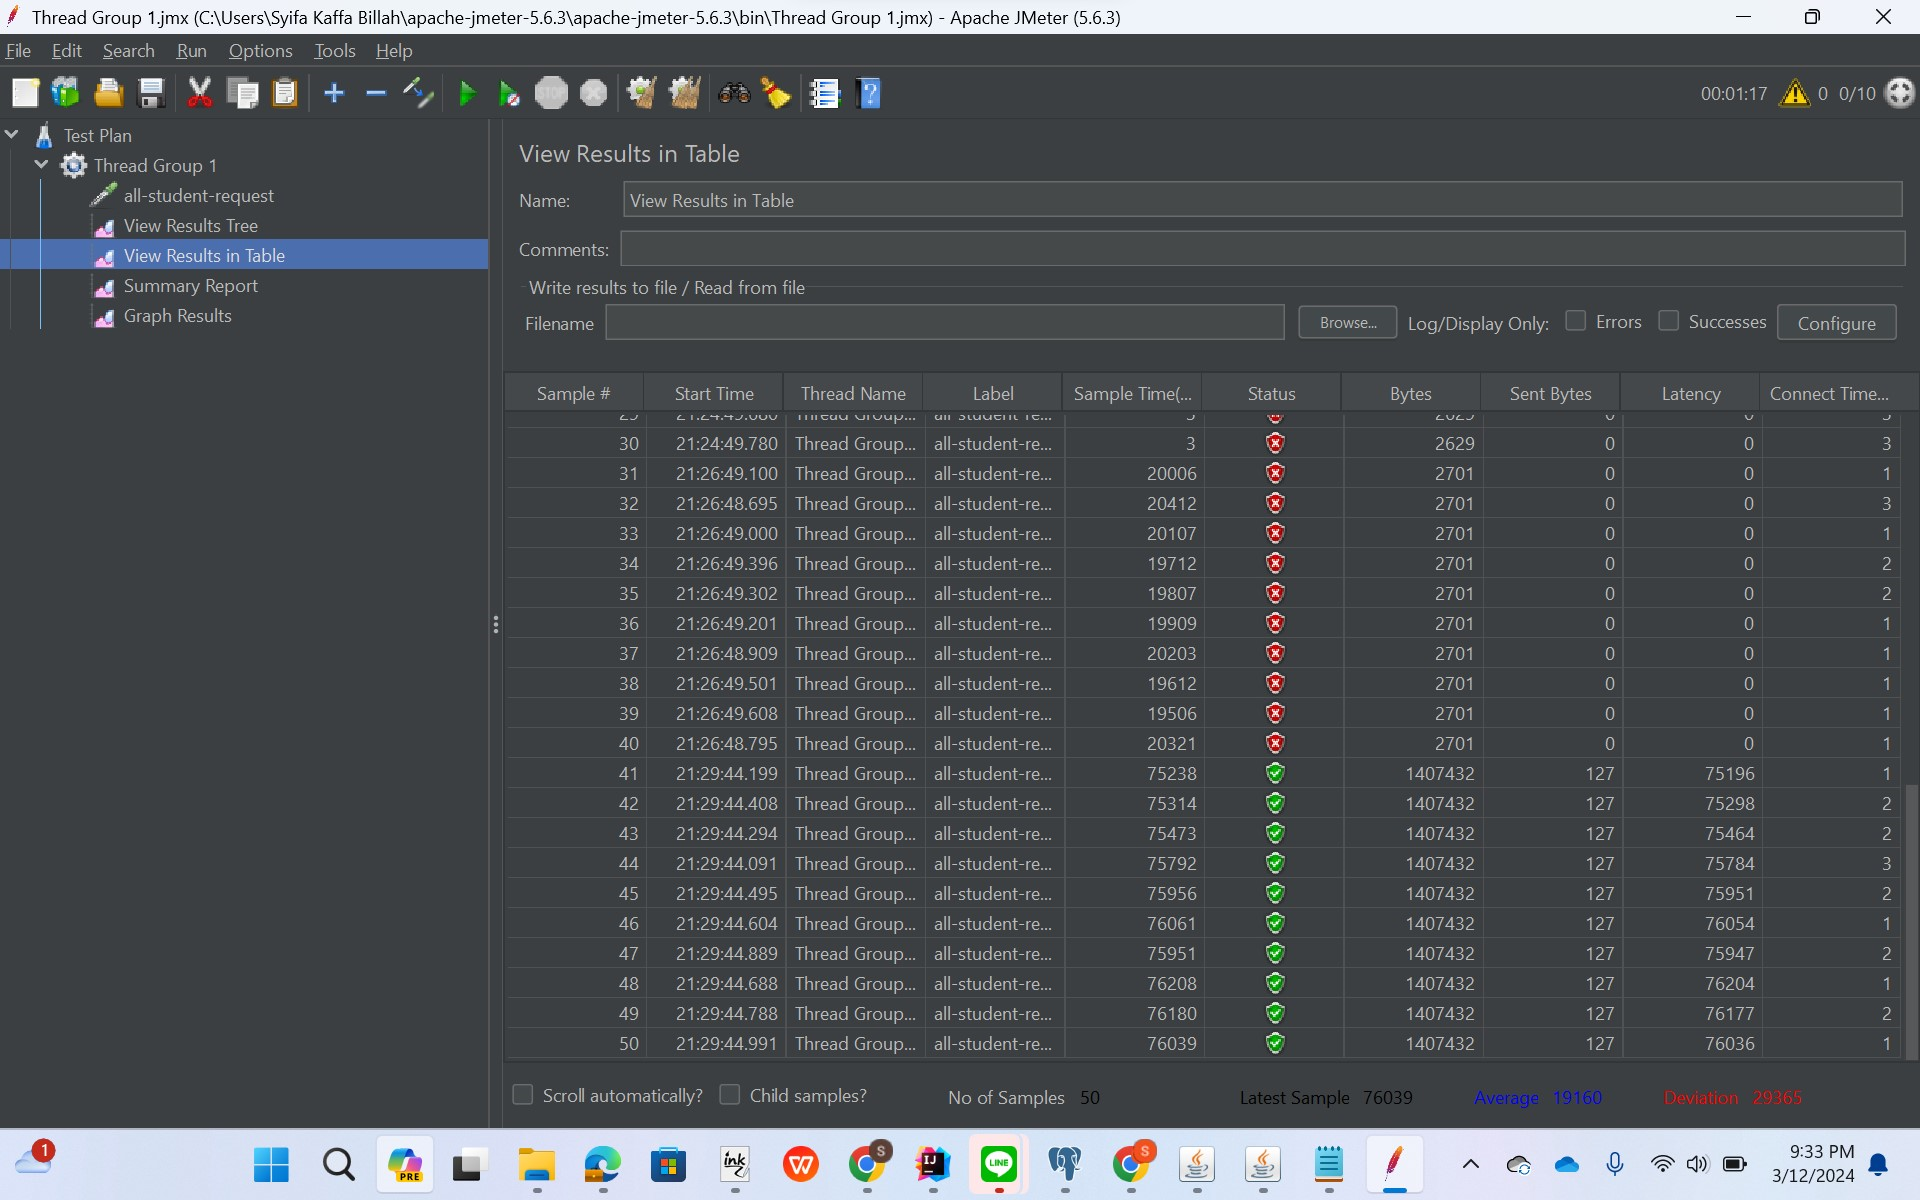 Thread Group 1.jmx (C:\Users\Syifa Kaffa Billah\apache-jmeter-5.6.3\apache-jmeter-5.6.3\bin\Thread Group 1.jmx) - Apache JMeter (5.6.3)
File Edit Search Run Options Tools Help
STOP
00:01:17 0 0/10
Test Plan
Thread Group 1
all-student-request
View Results Tree
View Results in Table
Summary Report
Graph Results
View Results in Table
Name: View Results in Table
Comments:
Write results to file / Read from file
Filename Browse... Log/Display Only: Errors Successes Configure
Sample # Start Time Thread Name Label Sample Time(... Status Bytes Sent Bytes Latency Connect Time...
30 21:24:49.780 Thread Group... all-student-re... 3 2629 0 0 3
31 21:26:49.100 Thread Group... all-student-re... 20006 2701 0 0 1
32 21:26:48.695 Thread Group... all-student-re... 20412 2701 0 0 3
33 21:26:49.000 Thread Group... all-student-re... 20107 2701 0 0 1
34 21:26:49.396 Thread Group... all-student-re... 19712 2701 0 0 2
35 21:26:49.302 Thread Group... all-student-re... 19807 2701 0 0 2
36 21:26:49.201 Thread Group... all-student-re... 19909 2701 0 0 1
37 21:26:48.909 Thread Group... all-student-re... 20203 2701 0 0 1
38 21:26:49.501 Thread Group... all-student-re... 19612 2701 0 0 1
39 21:26:49.608 Thread Group... all-student-re... 19506 2701 0 0 1
40 21:26:48.795 Thread Group... all-student-re... 20321 2701 0 0 1
41 21:29:44.199 Thread Group... all-student-re... 75238 1407432 127 75196 1
42 21:29:44.408 Thread Group... all-student-re... 75314 1407432 127 75298 2
43 21:29:44.294 Thread Group... all-student-re... 75473 1407432 127 75464 2
44 21:29:44.091 Thread Group... all-student-re... 75792 1407432 127 75784 3
45 21:29:44.495 Thread Group... all-student-re... 75956 1407432 127 75951 2
46 21:29:44.604 Thread Group... all-student-re... 76061 1407432 127 76054 1
47 21:29:44.889 Thread Group... all-student-re... 75951 1407432 127 75947 2
48 21:29:44.688 Thread Group... all-student-re... 76208 1407432 127 76204 1
49 21:29:44.788 Thread Group... all-student-re... 76180 1407432 127 76177 2
50 21:29:44.991 Thread Group... all-student-re... 76039 1407432 127 76036 1
Scroll automatically? Child samples? No of Samples 50 Latest Sample 76039 Average 19160 Deviation 29365
1 PRE ink W S IJ LINE S 9:33 PM
3/12/2024